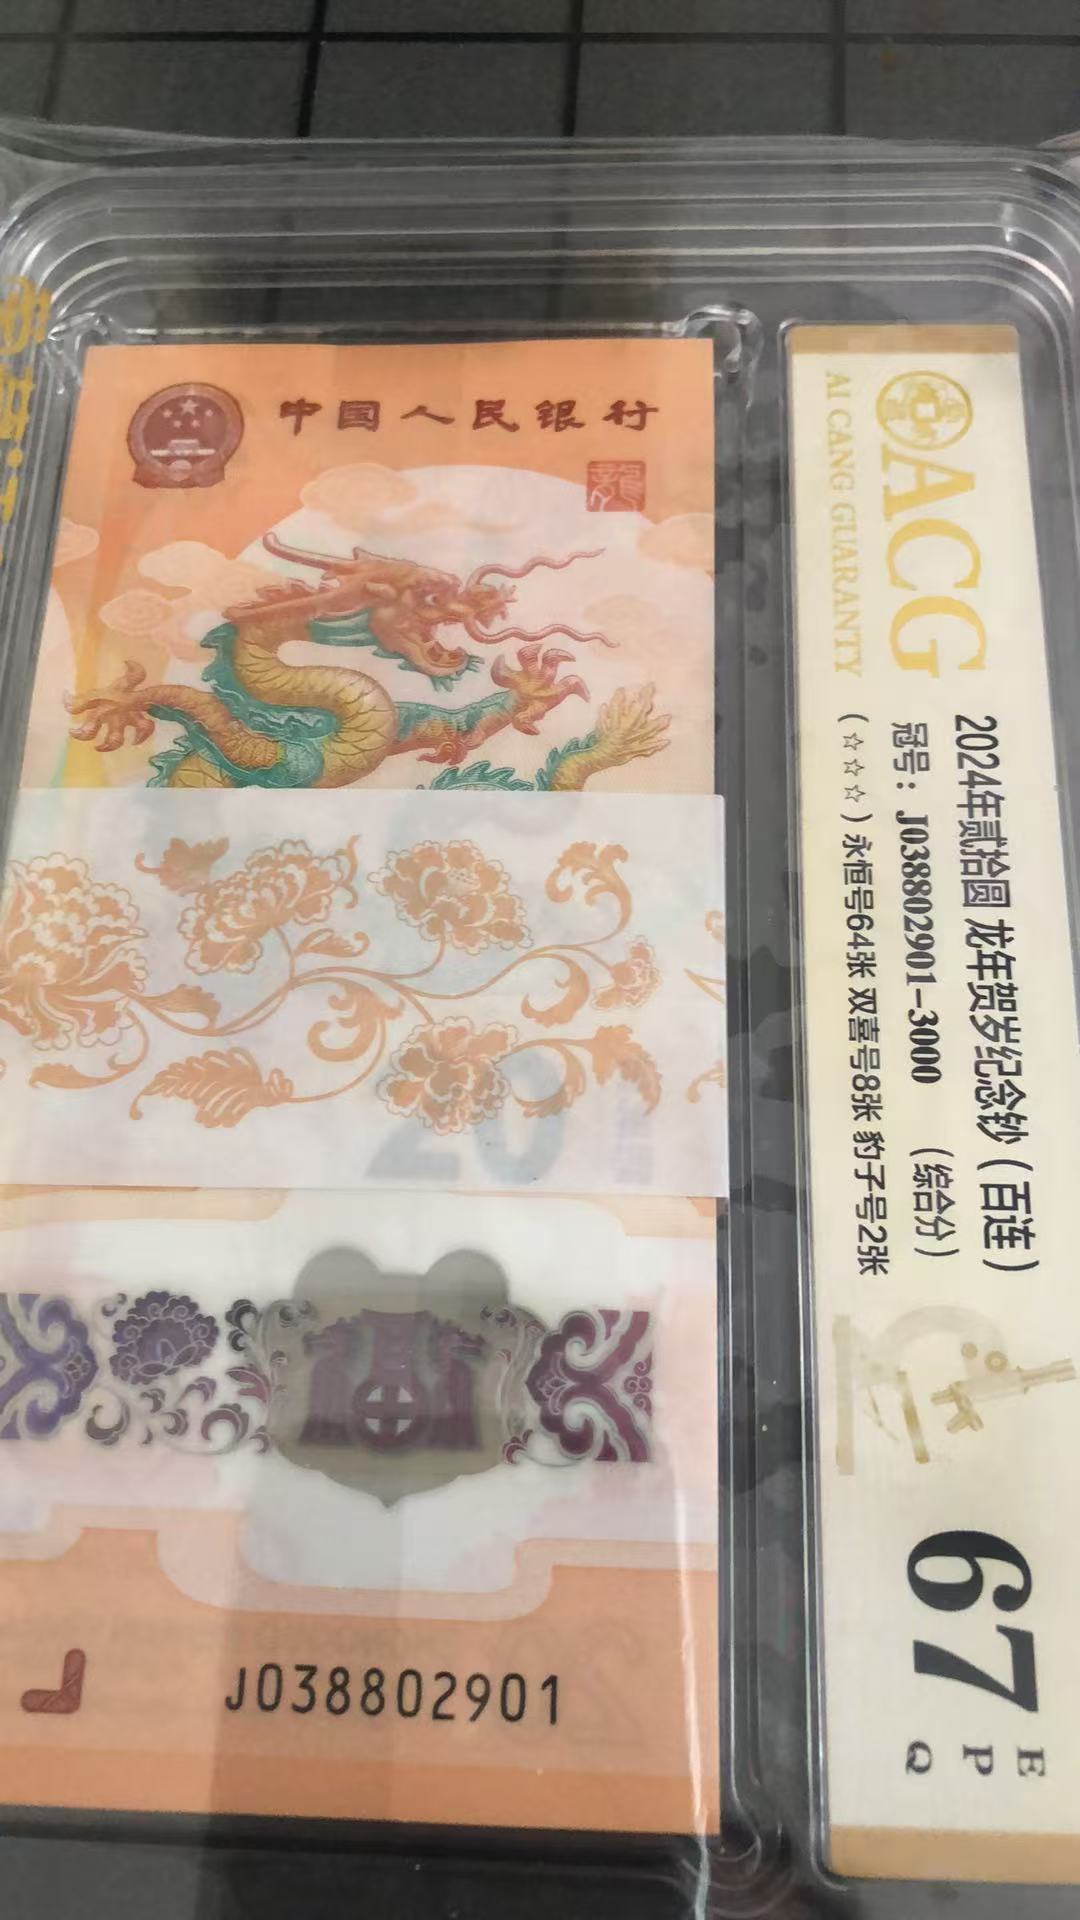 中国人民银行
龍
20
J038802901
ACG
AI CANG GUARANTY
2024年贰拾圆 龙年贺岁纪念钞（百连）
冠号：J038802901-3000 （综合分）
（☆☆☆）永恒号64张 双喜号8张 豹子号2张
67
E
P
Q